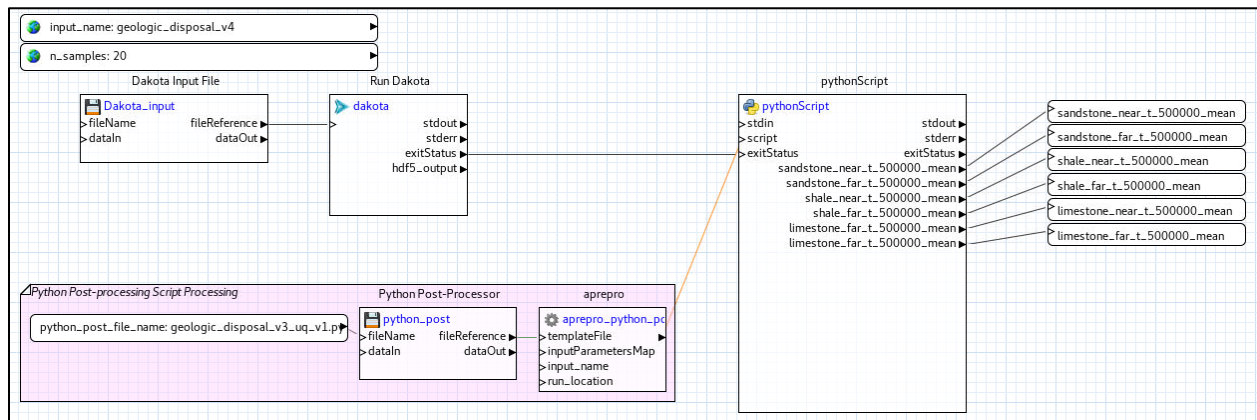 input_name: geologic_disposal_v4
n_samples: 20
Dakota Input File
Run Dakota
pythonScript
Dakota_input
fileName
fileReference
dataIn
dataOut
dakota
stdout
stderr
exitStatus
hdf5_output
pythonScript
stdin
stdout
script
stderr
exitStatus
exitStatus
sandstone_near_t_500000_mean
sandstone_far_t_500000_mean
shale_near_t_500000_mean
shale_far_t_500000_mean
limestone_near_t_500000_mean
limestone_far_t_500000_mean
sandstone_near_t_500000_mean
sandstone_far_t_500000_mean
shale_near_t_500000_mean
shale_far_t_500000_mean
limestone_near_t_500000_mean
limestone_far_t_500000_mean
Python Post-processing Script Processing
python_post_file_name: geologic_disposal_v3_uq_v1.py
Python Post-Processor
python_post
fileName
fileReference
dataIn
dataOut
aprepro
aprepro_python_po
templateFile
inputParametersMap
input_name
run_location